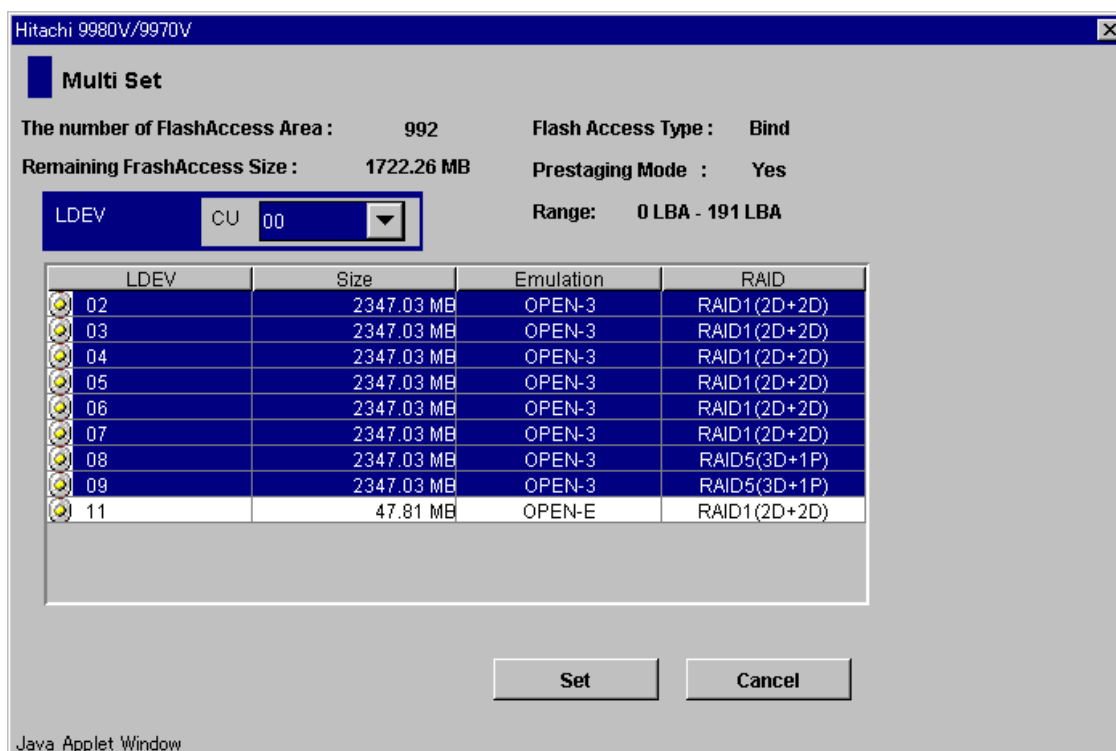 Hitachi 9980V/9970V
Multi Set
The number of FlashAccess Area : 992 Flash Access Type : Bind
Remaining FrashAccess Size : 1722.26 MB Prestaging Mode : Yes
LDEV CU 00 Range: 0 LBA - 191 LBA
LDEV Size Emulation RAID
02 2347.03 MB OPEN-3 RAID1(2D+2D)
03 2347.03 MB OPEN-3 RAID1(2D+2D)
04 2347.03 MB OPEN-3 RAID1(2D+2D)
05 2347.03 MB OPEN-3 RAID1(2D+2D)
06 2347.03 MB OPEN-3 RAID1(2D+2D)
07 2347.03 MB OPEN-3 RAID1(2D+2D)
08 2347.03 MB OPEN-3 RAID5(3D+1P)
09 2347.03 MB OPEN-3 RAID5(3D+1P)
11 47.81 MB OPEN-E RAID1(2D+2D)
Set Cancel
Java Applet Window